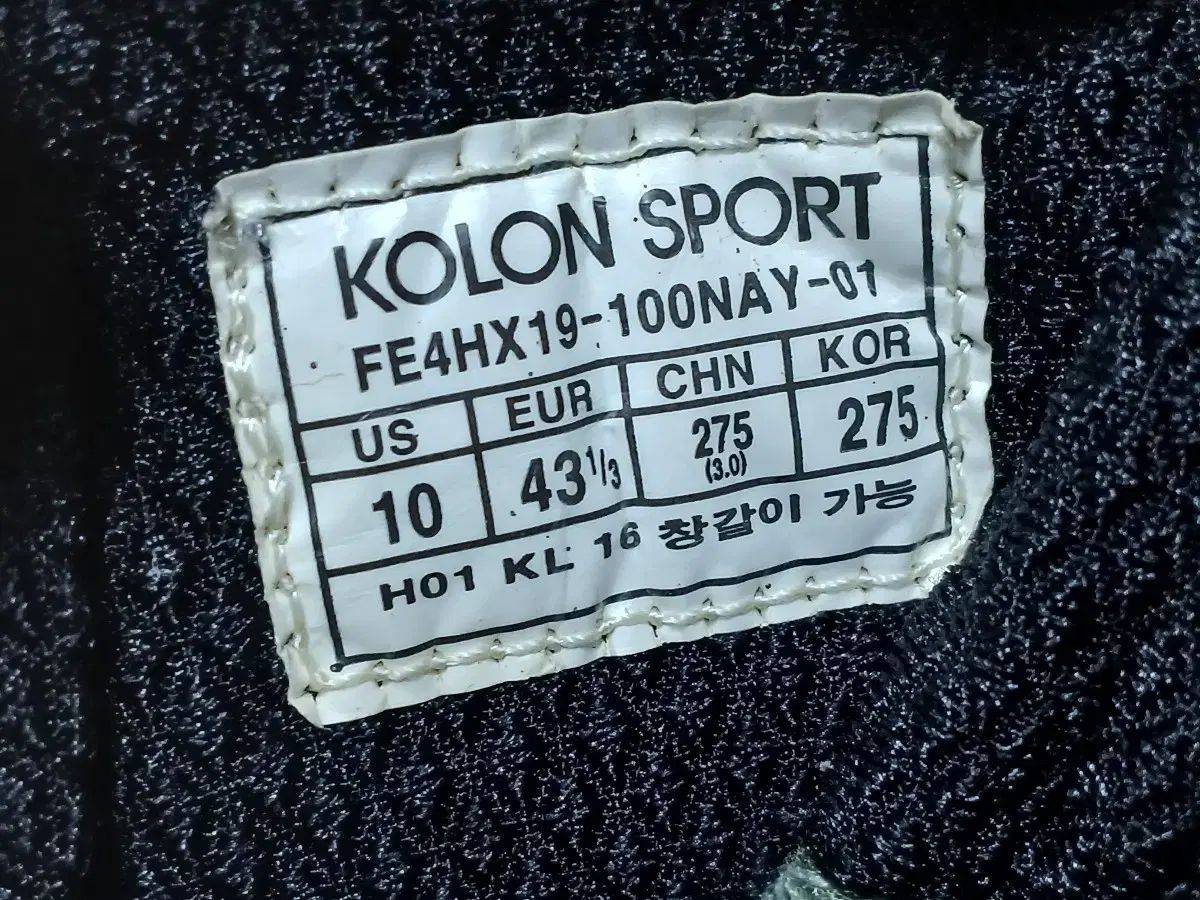 KOLON SPORT
FE4HX19-100NAY-01
US EUR CHN KOR
10 43 1/3 275 (3.0) 275
H01 KL 16 창갈이 가능